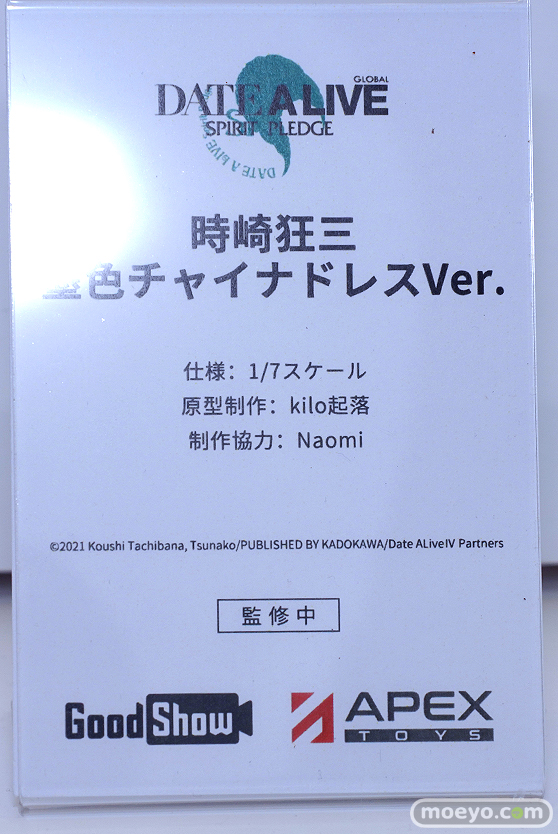 GLOBAL
DATE A LIVE
SPIRIT PLEDGE
時崎狂三
色チャイナドレスVer.
仕様：1/7スケール
原型制作：kilo起落
制作協力：Naomi
©2021 Koushi Tachibana, Tsunako/PUBLISHED BY KADOKAWA/Date ALiveIV Partners
監修中
GoodShow
APEX
TOYS
moeyo.com